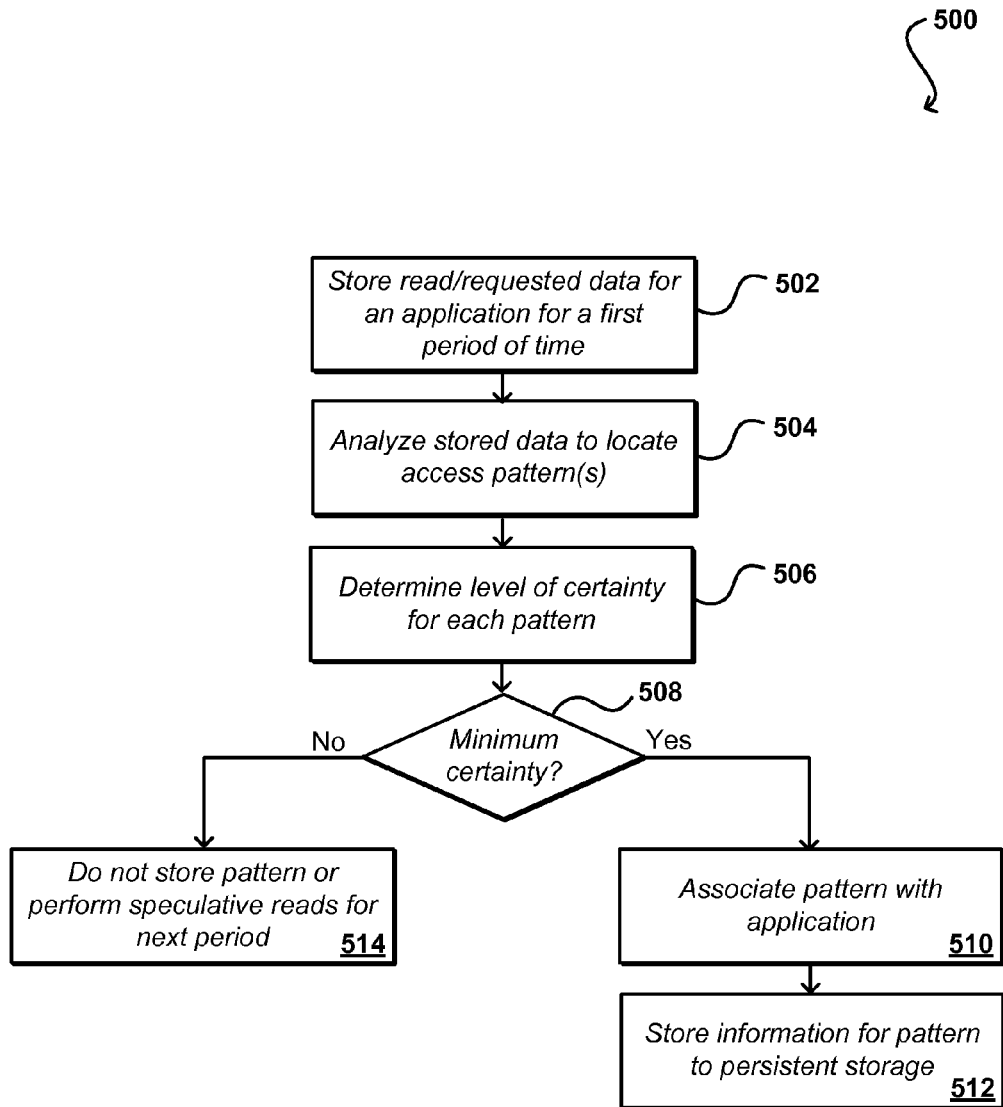 500
Store read/requested data for
an application for a first
period of time
502
Analyze stored data to locate
access pattern(s)
504
Determine level of certainty
for each pattern
506
508
Minimum
certainty?
No
Yes
Do not store pattern or
perform speculative reads for
next period
514
Associate pattern with
application
510
Store information for pattern
to persistent storage
512